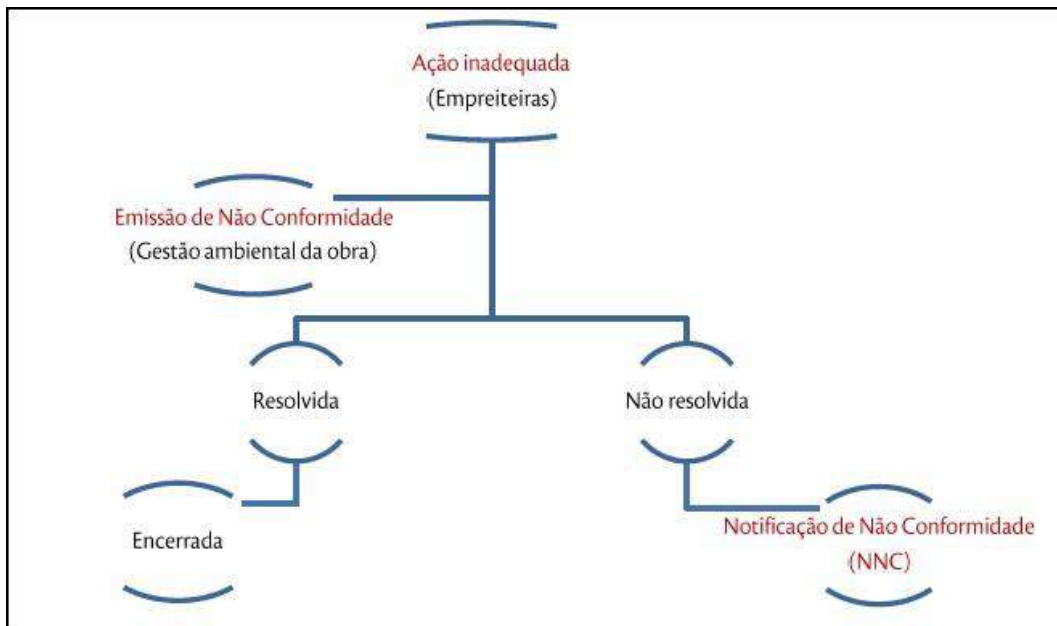 Ação inadequada
(Empreiteiras)
Emissão de Não Conformidade
(Gestão ambiental da obra)
Resolvida
Não resolvida
Encerrada
Notificação de Não Conformidade
(NNC)